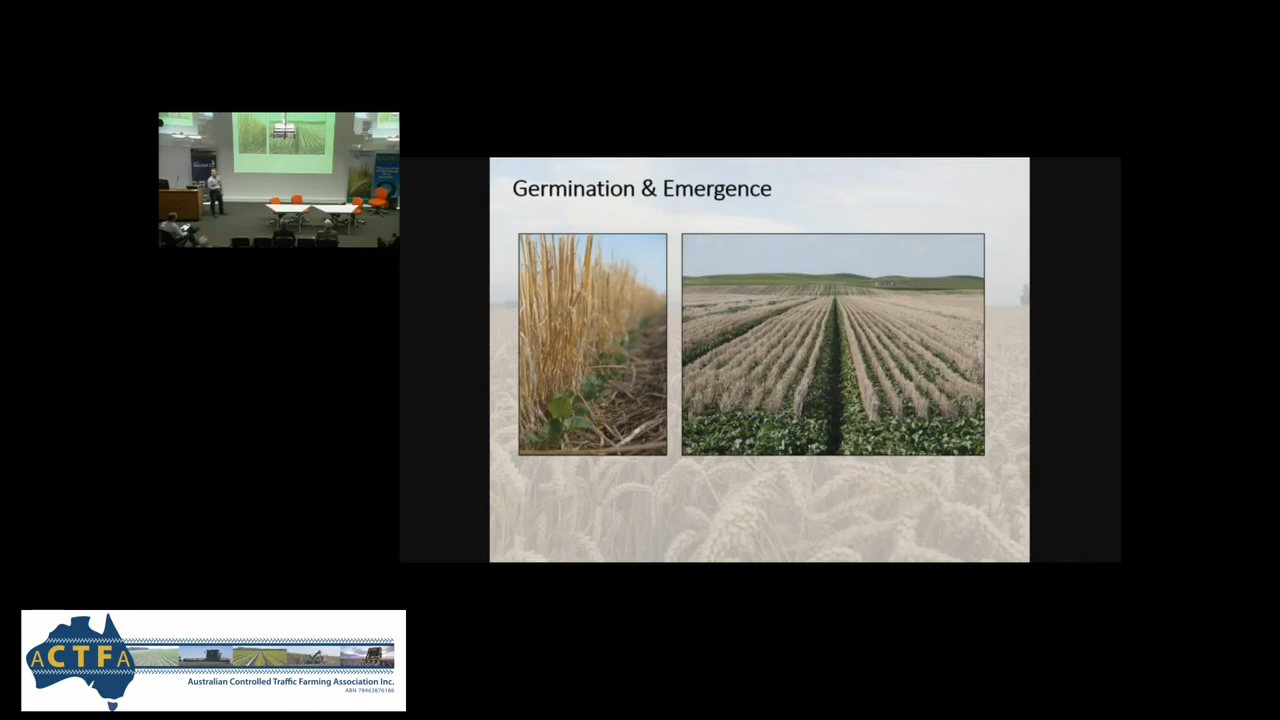 Germination & Emergence
ACTFA
Australian Controlled Traffic Farming Association Inc.
ABN 78463876186